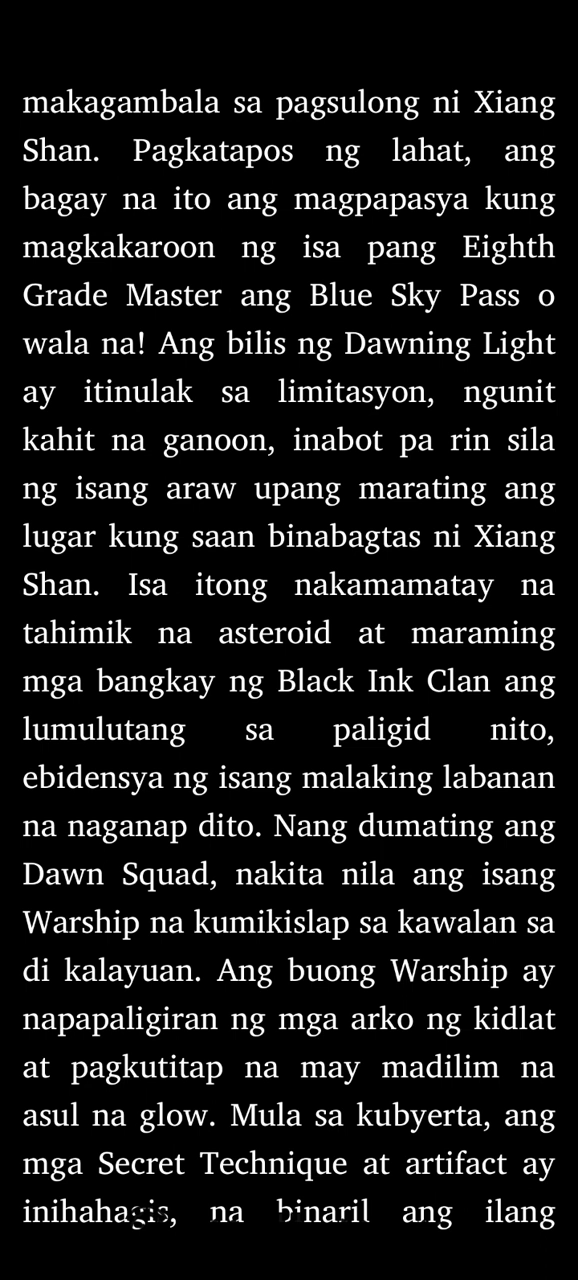 makagambala sa pagsulong ni Xiang
Shan. Pagkatapos ng lahat, ang
bagay na ito ang magpapasya kung
magkakaroon ng isa pang Eighth
Grade Master ang Blue Sky Pass o
wala na! Ang bilis ng Dawning Light
ay itinulak sa limitasyon, ngunit
kahit na ganoon, inabot pa rin sila
ng isang araw upang marating ang
lugar kung saan binabagtas ni Xiang
Shan. Isa itong nakamamatay na
tahimik na asteroid at maraming
mga bangkay ng Black Ink Clan ang
lumulutang sa paligid nito,
ebidensya ng isang malaking labanan
na naganap dito. Nang dumating ang
Dawn Squad, nakita nila ang isang
Warship na kumikislap sa kawalan sa
di kalayuan. Ang buong Warship ay
napapaligiran ng mga arko ng kidlat
at pagkutitap na may madilim na
asul na glow. Mula sa kubyerta, ang
mga Secret Technique at artifact ay
inihahagis, na binaril ang ilang